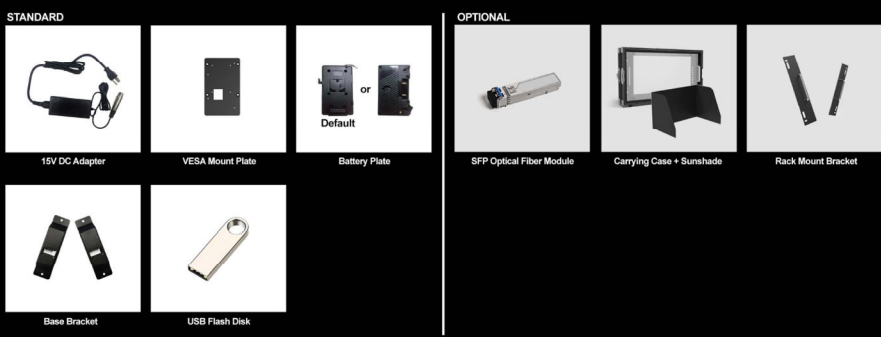 STANDARD
OPTIONAL
or
Default
15V DC Adapter
VESA Mount Plate
Battery Plate
SFP Optical Fiber Module
Carrying Case + Sunshade
Rack Mount Bracket
Base Bracket
USB Flash Disk